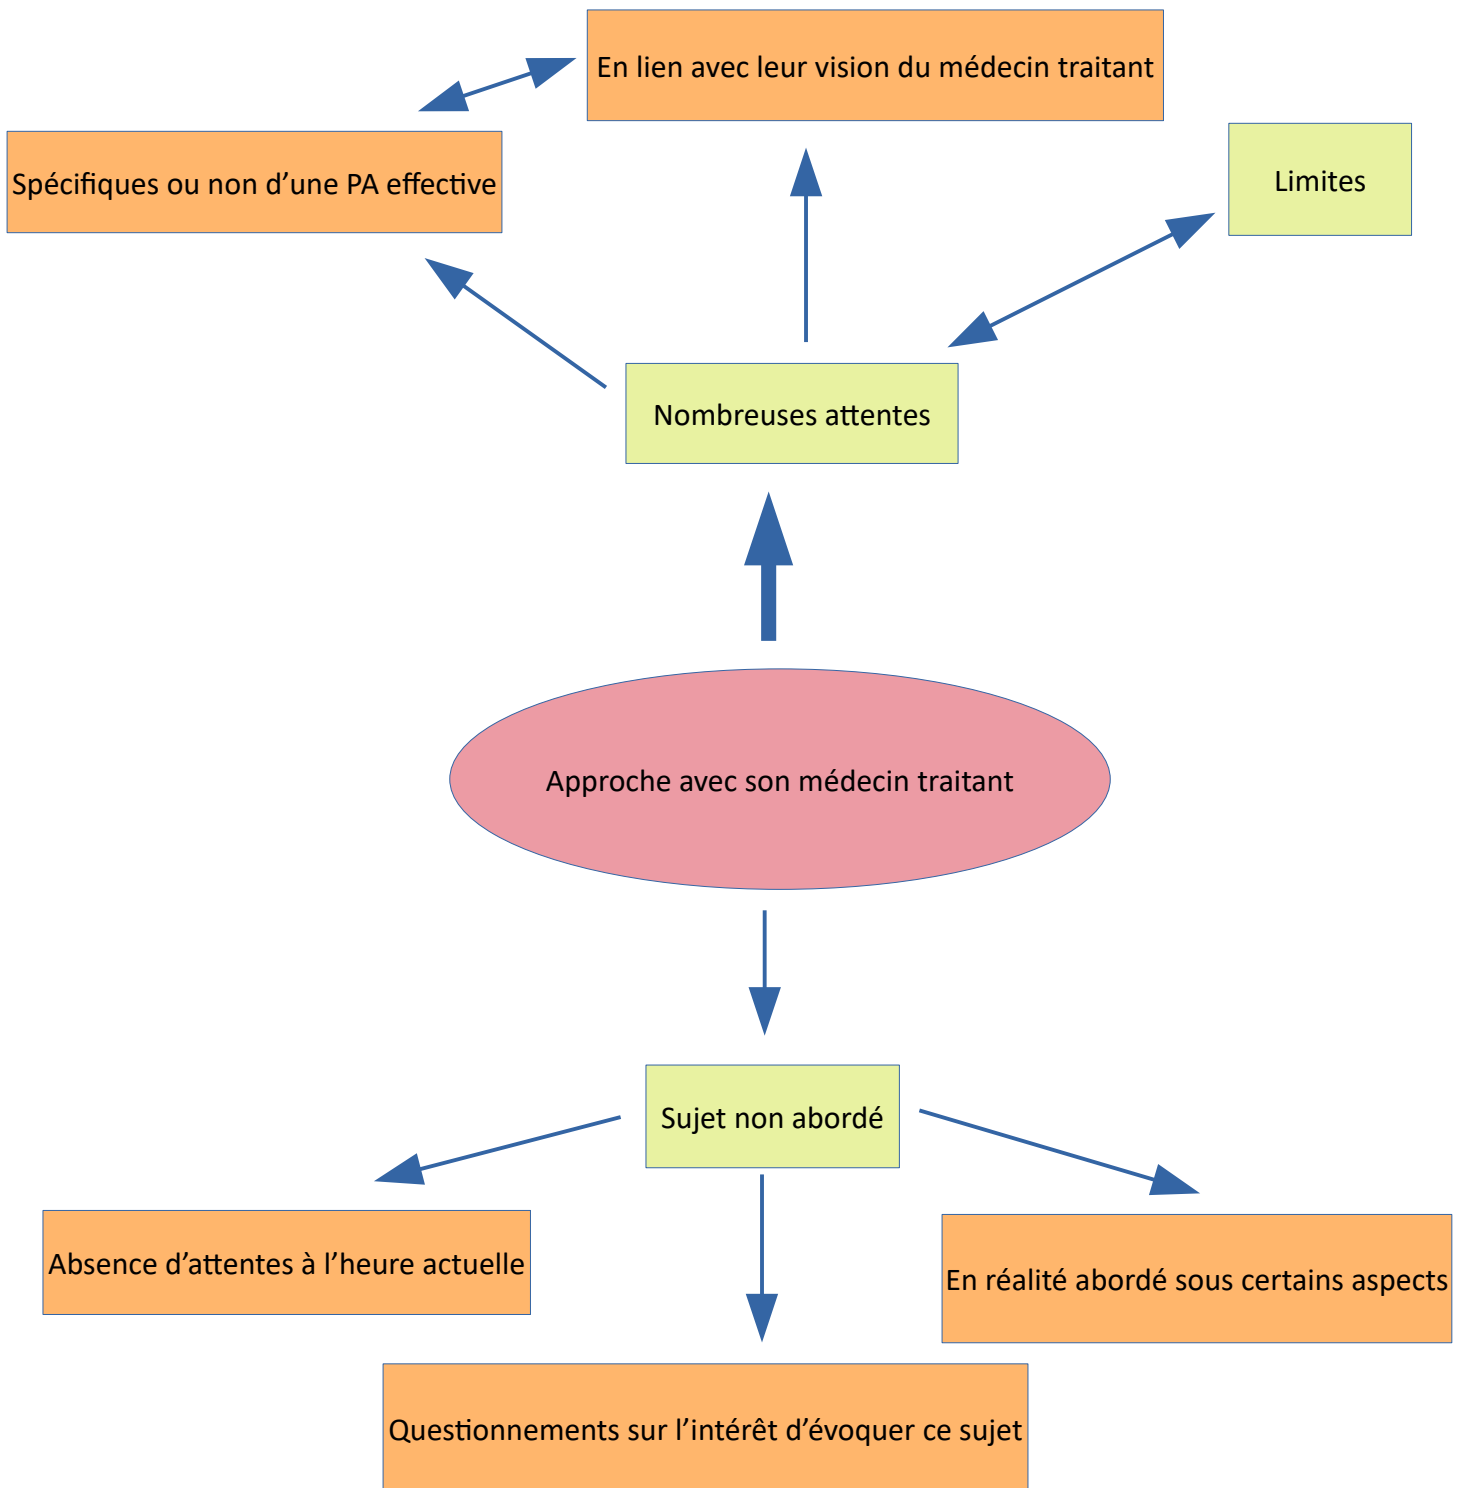 En lien avec leur vision du médecin traitant
Spécifiques ou non d’une PA effective
Limites
Nombreuses attentes
Approche avec son médecin traitant
Sujet non abordé
Absence d’attentes à l’heure actuelle
En réalité abordé sous certains aspects
Questionnements sur l’intérêt d’évoquer ce sujet